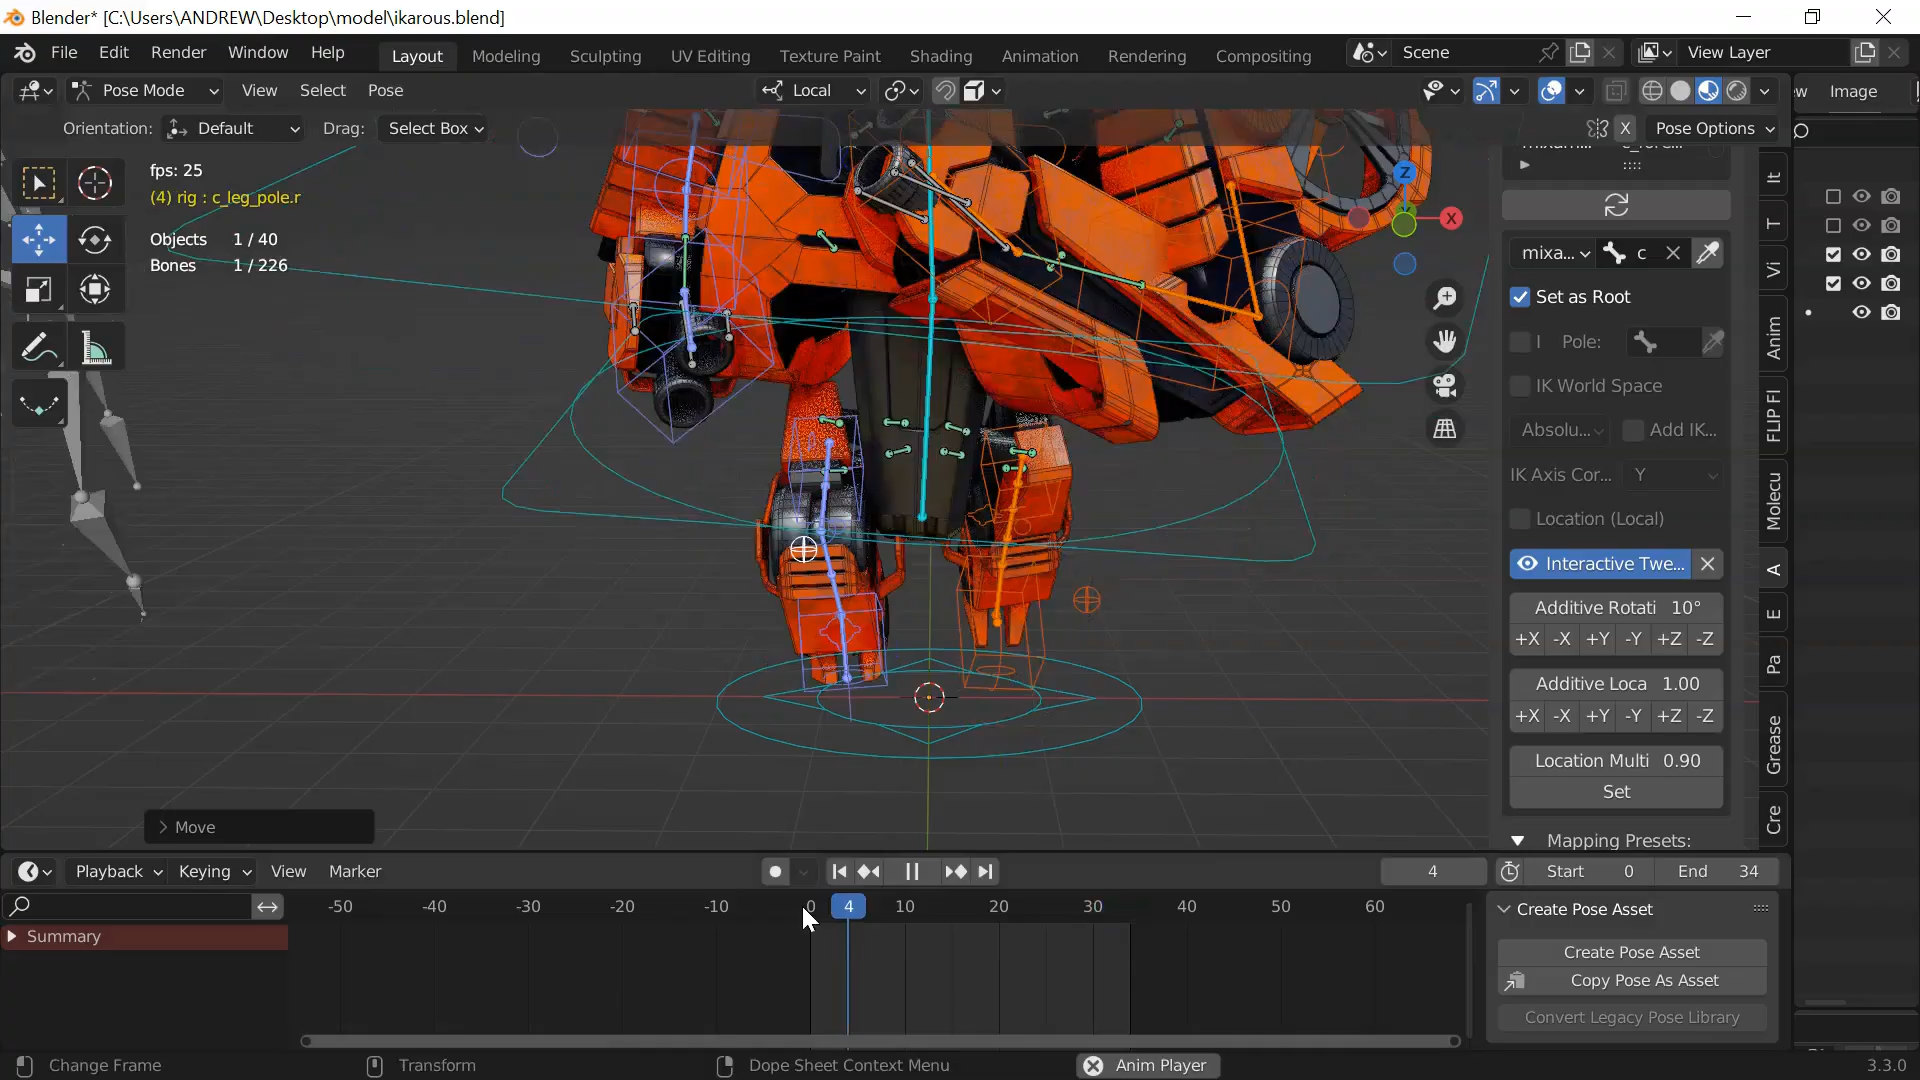 Blender* [C:\Users\ANDREW\Desktop\model\ikarous.blend]
File Edit Render Window Help Layout Modeling Sculpting UV Editing Texture Paint Shading Animation Rendering Compositing Scene View Layer
Pose Mode View Select Pose Local Image
Orientation: Default Drag: Select Box X Pose Options
fps: 25
(4) rig : c_leg_pole.r
Objects 1 / 40
Bones 1 / 226
Z
X
mixa... c
Set as Root
I Pole:
IK World Space
Absolu... Add IK...
IK Axis Cor... Y
Location (Local)
Interactive Twe...
Additive Rotati 10°
+X -X +Y -Y +Z -Z
Additive Loca 1.00
+X -X +Y -Y +Z -Z
Location Multi 0.90
Set
Mapping Presets:
It
T
Vi
Anim
FLIP Fl
Molecu
A
E
Pa
Grease
Cre
Move
Playback Keying View Marker 4 Start 0 End 34
-50 -40 -30 -20 -10 0 4 10 20 30 40 50 60
Summary
Create Pose Asset
Create Pose Asset
Copy Pose As Asset
Convert Legacy Pose Library
Change Frame Transform Dope Sheet Context Menu Anim Player 3.3.0